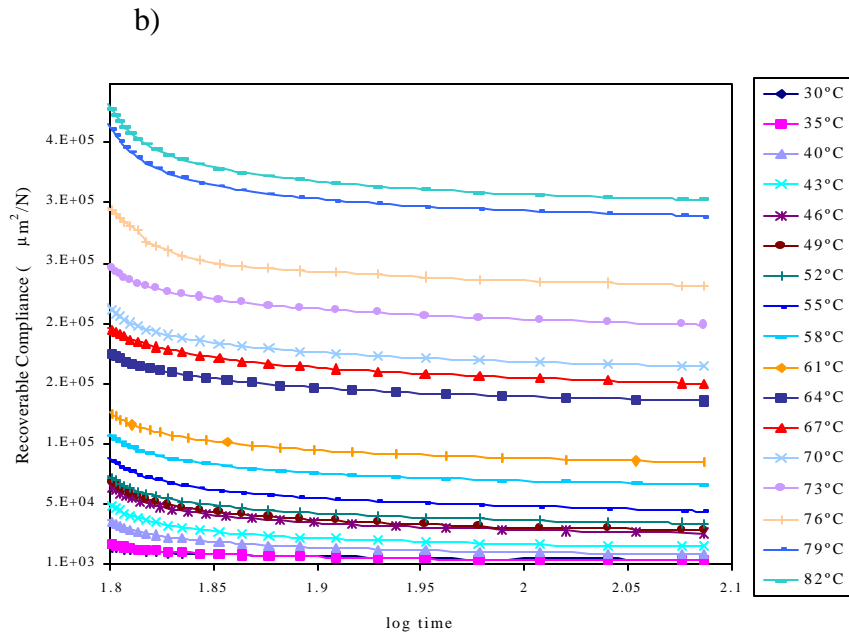 b)
Recoverable Compliance ( μm²/N)
4.E+05
3.E+05
3.E+05
2.E+05
2.E+05
1.E+05
5.E+04
1.E+03
1.8
1.85
1.9
1.95
2
2.05
2.1
log time
30°C
35°C
40°C
43°C
46°C
49°C
52°C
55°C
58°C
61°C
64°C
67°C
70°C
73°C
76°C
79°C
82°C